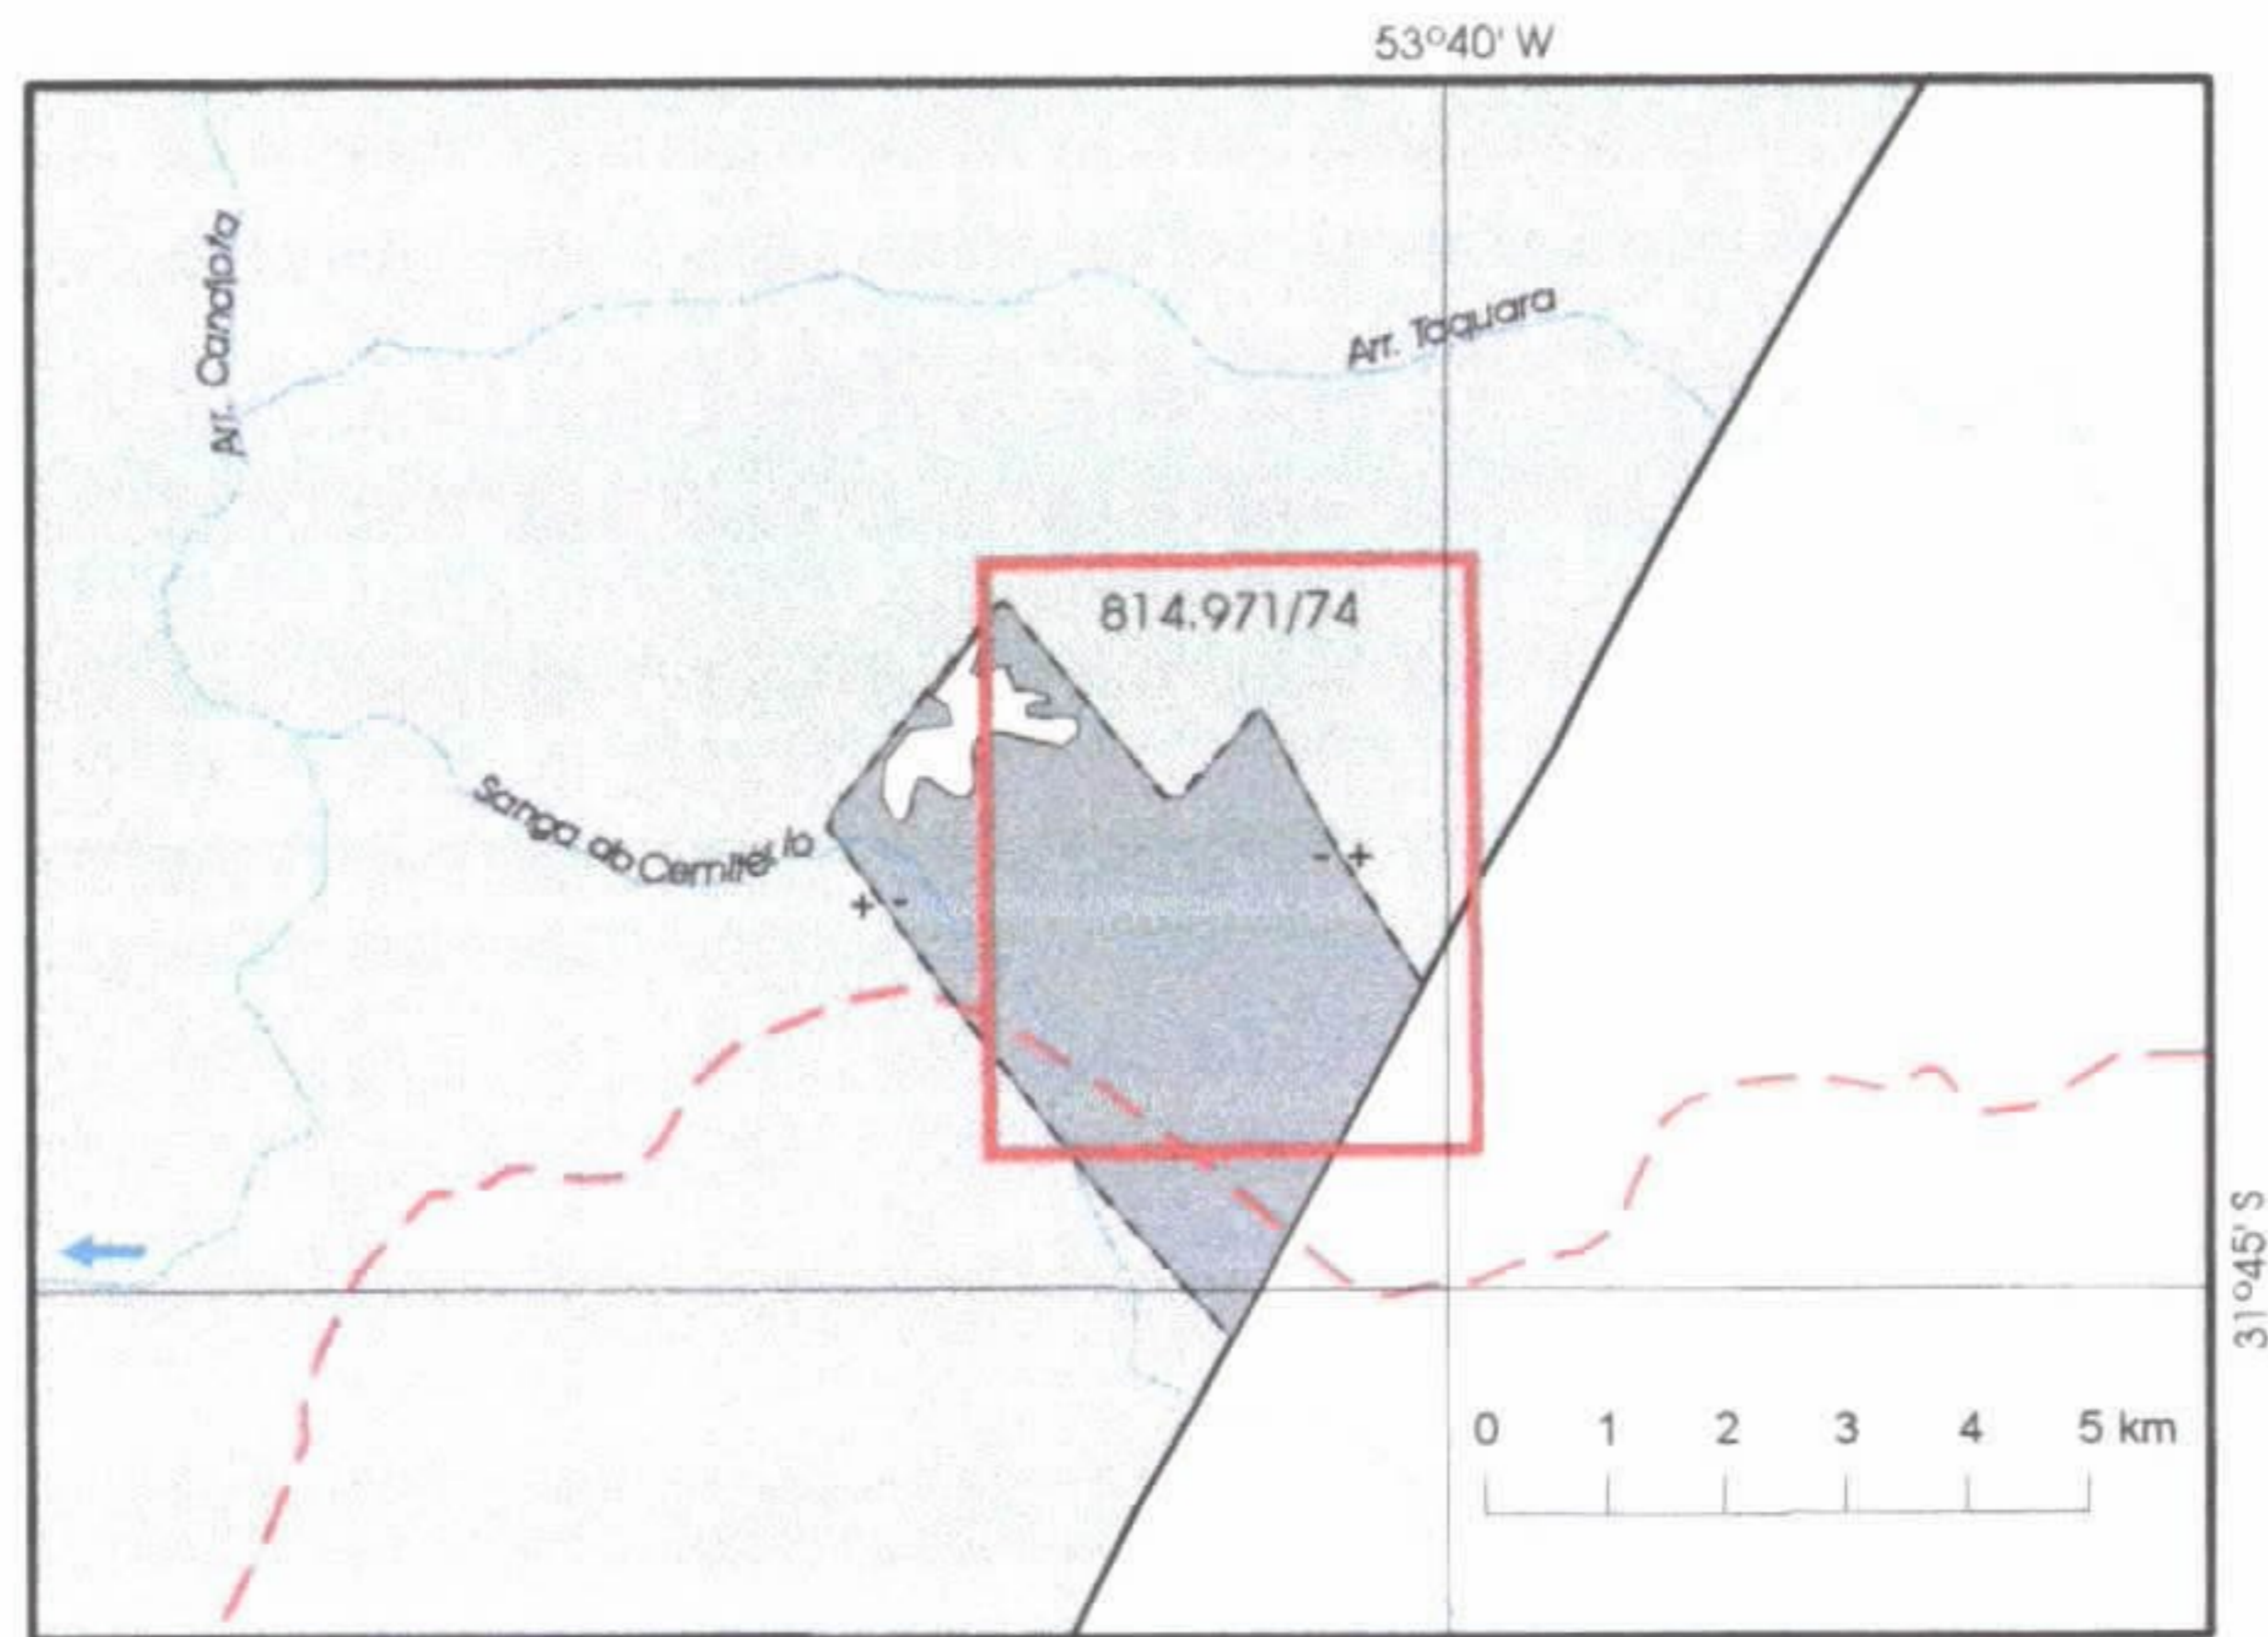 53°40' W
Arr. Candiota
Arr. Taquara
814.971/74
Sanga do Cemitério
- +
+ -
31°45' S
0 1 2 3 4 5 km